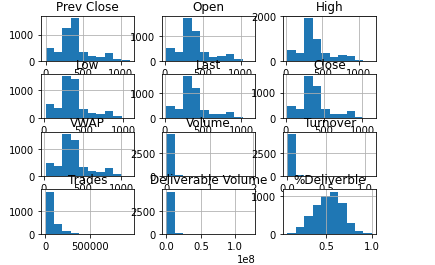 Prev Close Open High
1000 0 0 500 1000
1000 0 0 500 1000
2000 1000 0 0 500 1000
Low Last Close
1000 0 0 500 1000
1000 0 0 500 1000
1000 0 0 500 1000
VWAP Volume Turnover
1000 0 0 500 1000
2500 0 0.0 0.5 1.0
2500 0 0.0 0.5 1.0
Trades Deliverable Volume %Deliverble
1000 0 0 500000
2500 0 0.0 0.5 1.0
1000 0 0.5 1.0
1e8